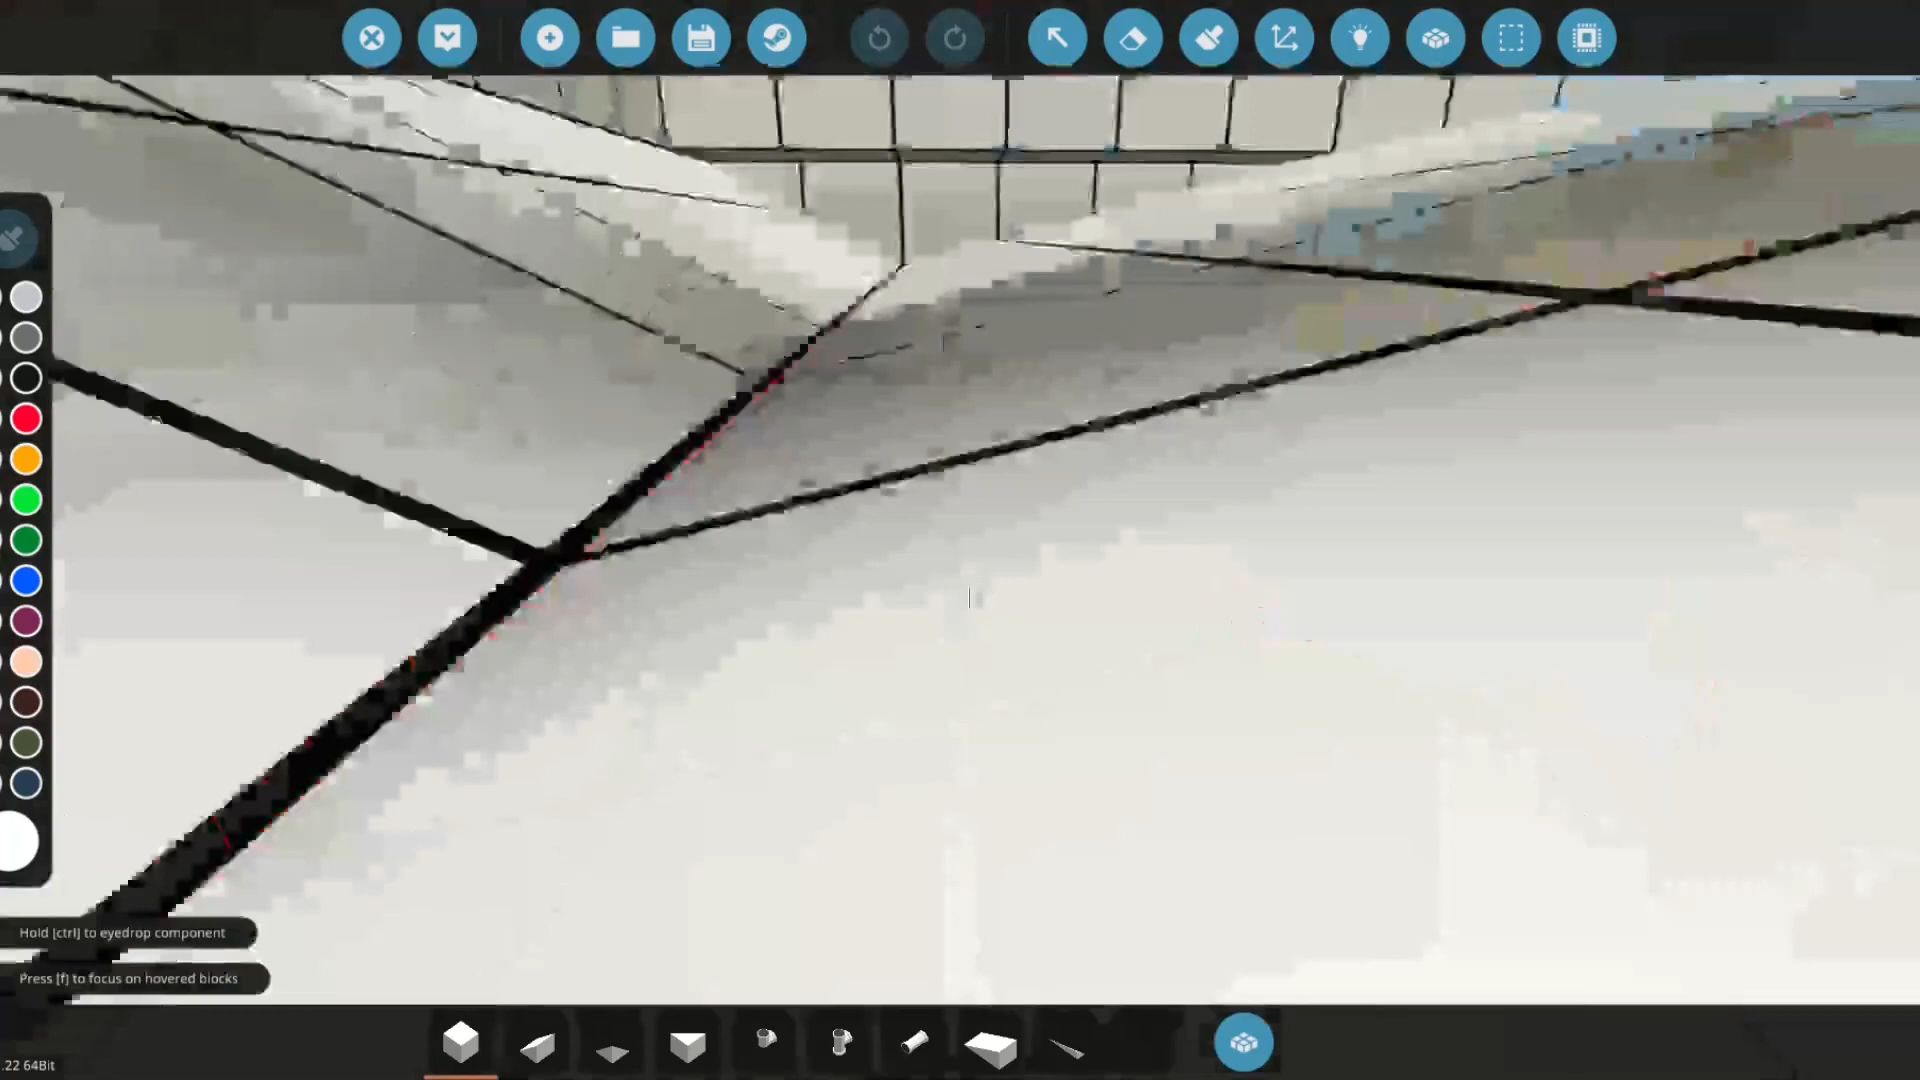 Hold [ctrl] to eyedrop component
Press [f] to focus on hovered blocks
.22 64Bit